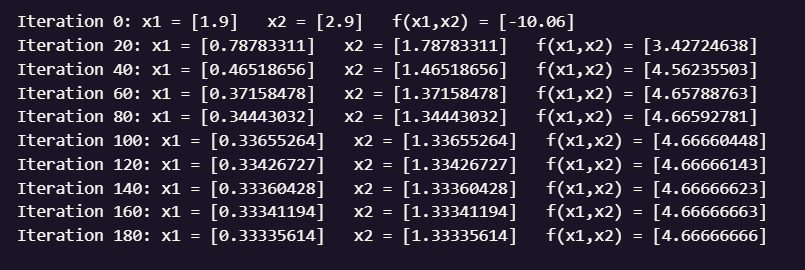 Iteration 0: x1 = [1.9]   x2 = [2.9]   f(x1,x2) = [-10.06]
Iteration 20: x1 = [0.78783311]   x2 = [1.78783311]   f(x1,x2) = [3.42724638]
Iteration 40: x1 = [0.46518656]   x2 = [1.46518656]   f(x1,x2) = [4.56235503]
Iteration 60: x1 = [0.37158478]   x2 = [1.37158478]   f(x1,x2) = [4.65788763]
Iteration 80: x1 = [0.34443032]   x2 = [1.34443032]   f(x1,x2) = [4.66592781]
Iteration 100: x1 = [0.33655264]   x2 = [1.33655264]   f(x1,x2) = [4.66660448]
Iteration 120: x1 = [0.33426727]   x2 = [1.33426727]   f(x1,x2) = [4.66666143]
Iteration 140: x1 = [0.33360428]   x2 = [1.33360428]   f(x1,x2) = [4.66666623]
Iteration 160: x1 = [0.33341194]   x2 = [1.33341194]   f(x1,x2) = [4.66666663]
Iteration 180: x1 = [0.33335614]   x2 = [1.33335614]   f(x1,x2) = [4.66666666]